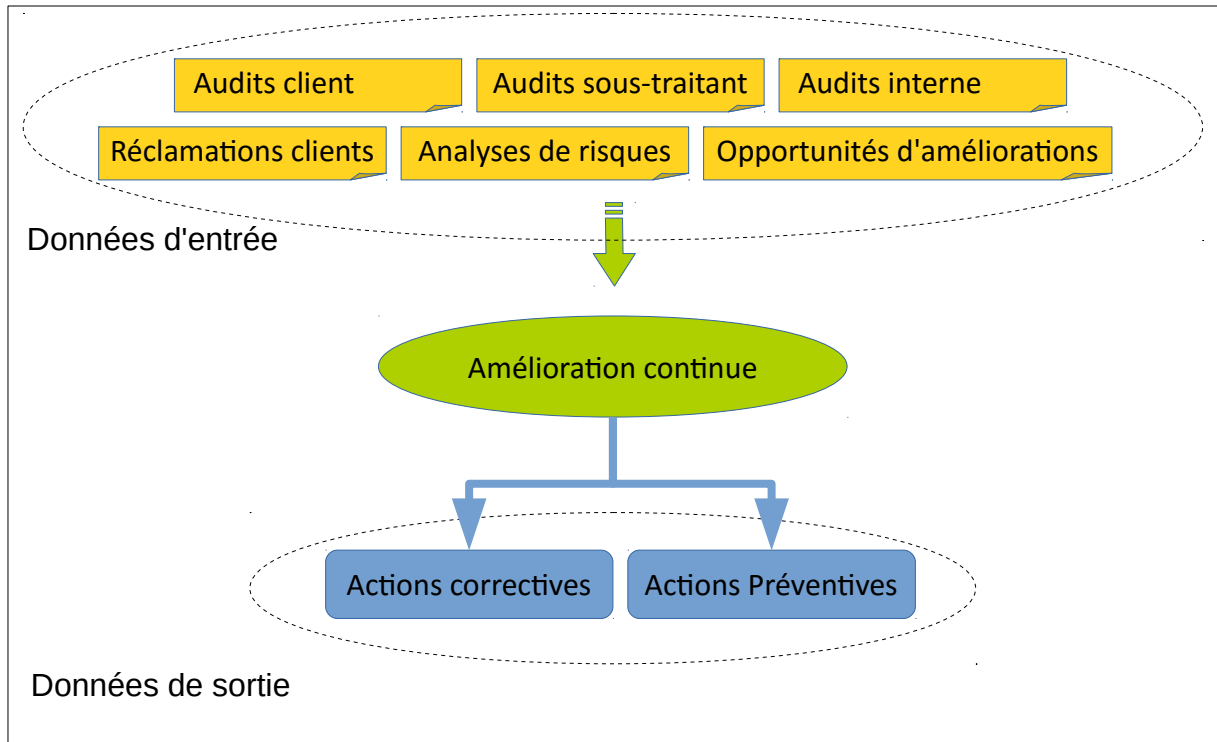 Audits client
Audits sous-traitant
Audits interne
Réclamations clients
Analyses de risques
Opportunités d'améliorations
Données d'entrée
Amélioration continue
Actions correctives
Actions Préventives
Données de sortie